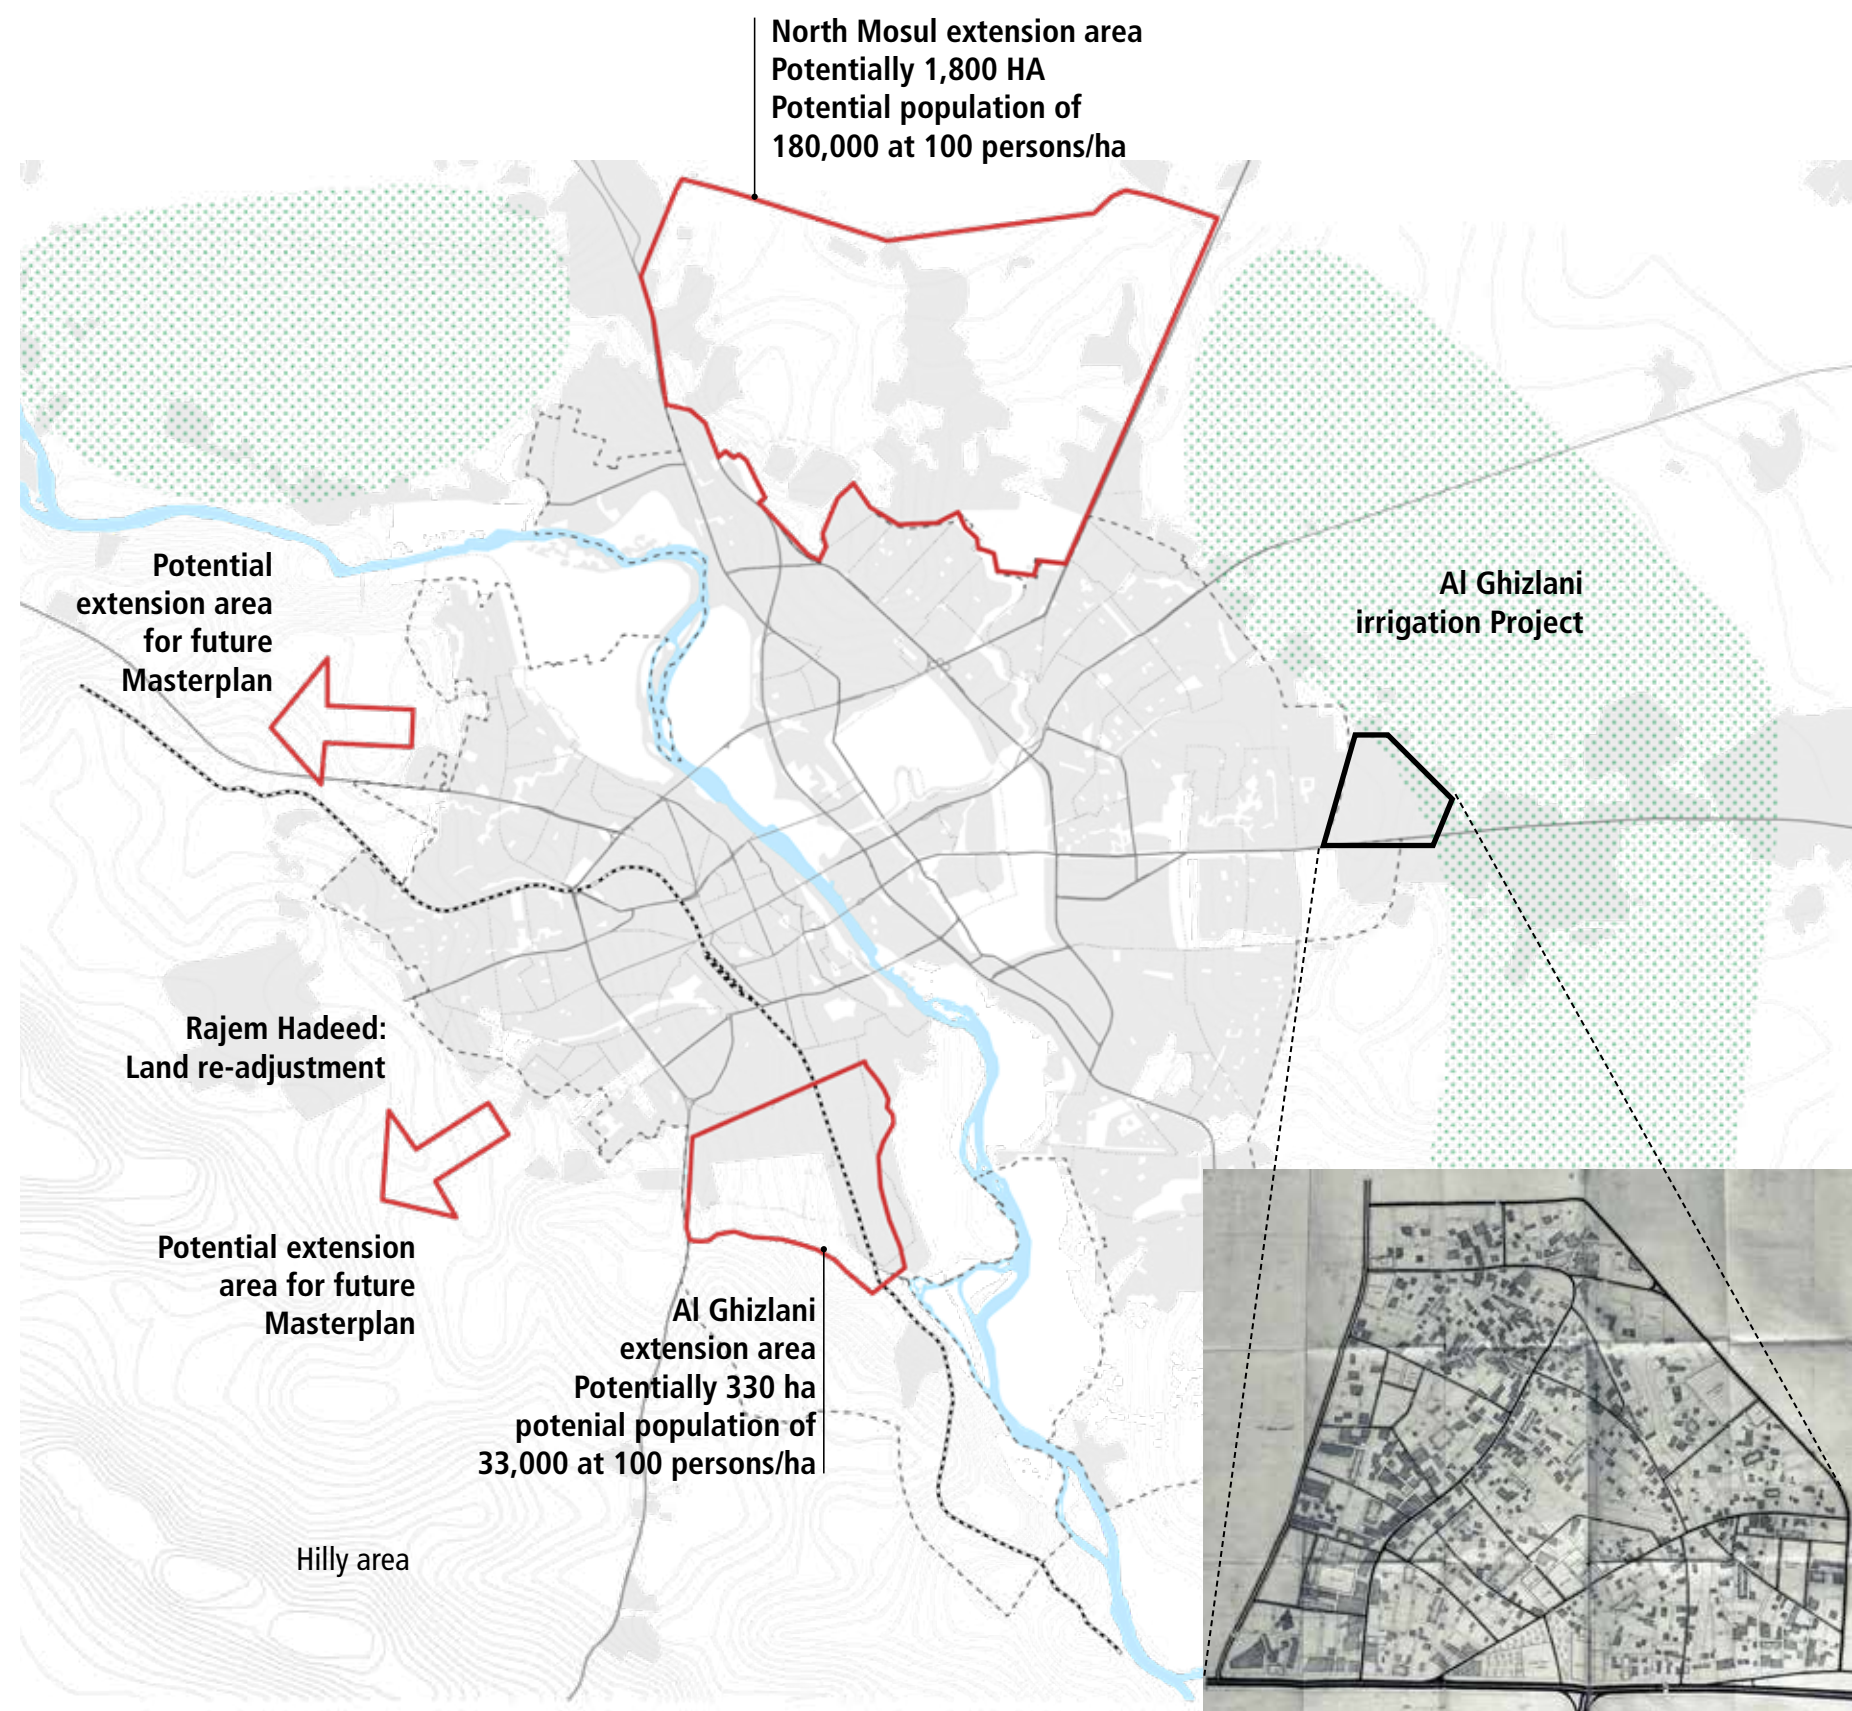 North Mosul extension area
Potentially 1,800 HA
Potential population of
180,000 at 100 persons/ha
Potential
extension area
for future
Masterplan
Al Ghizlani
irrigation Project
Rajem Hadeed:
Land re-adjustment
Potential extension
area for future
Masterplan
Al Ghizlani
extension area
Potentially 330 ha
potenial population of
33,000 at 100 persons/ha
Hilly area